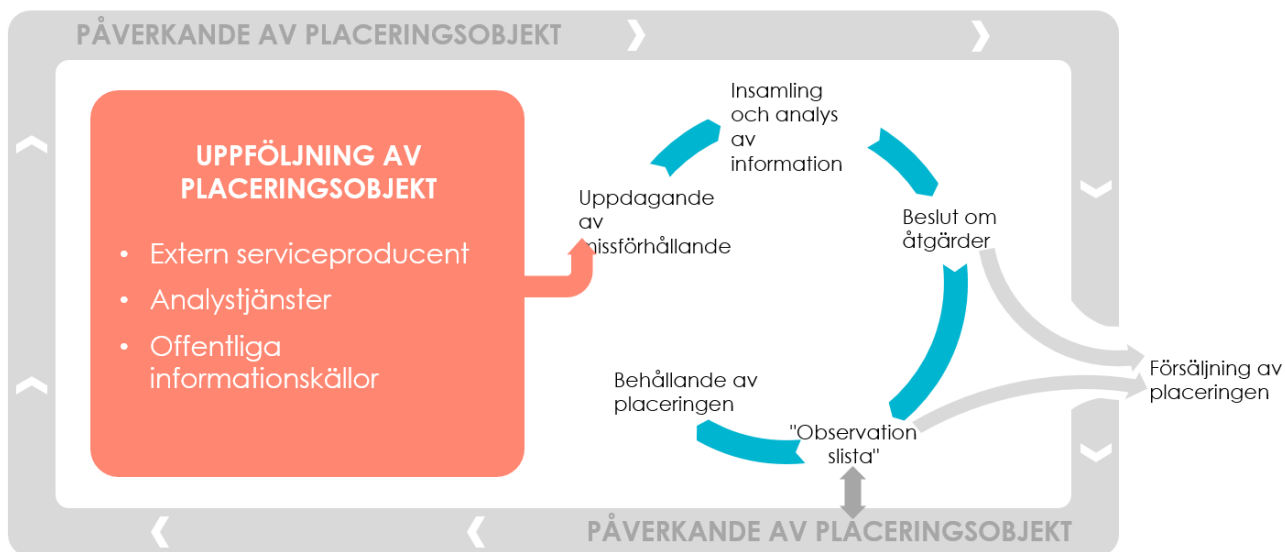 PÅVERKANDE AV PLACERINGSOBJEKT
UPPFÖLJNING AV
PLACERINGSOBJEKT
• Extern serviceproducent
• Analystjänster
• Offentliga
informationskällor
Uppdagande
av
missförhållande
Insamling
och analys
av
information
Beslut om
åtgärder
Försäljning av
placeringen
"Observation
slista"
Behållande av
placeringen
PÅVERKANDE AV PLACERINGSOBJEKT